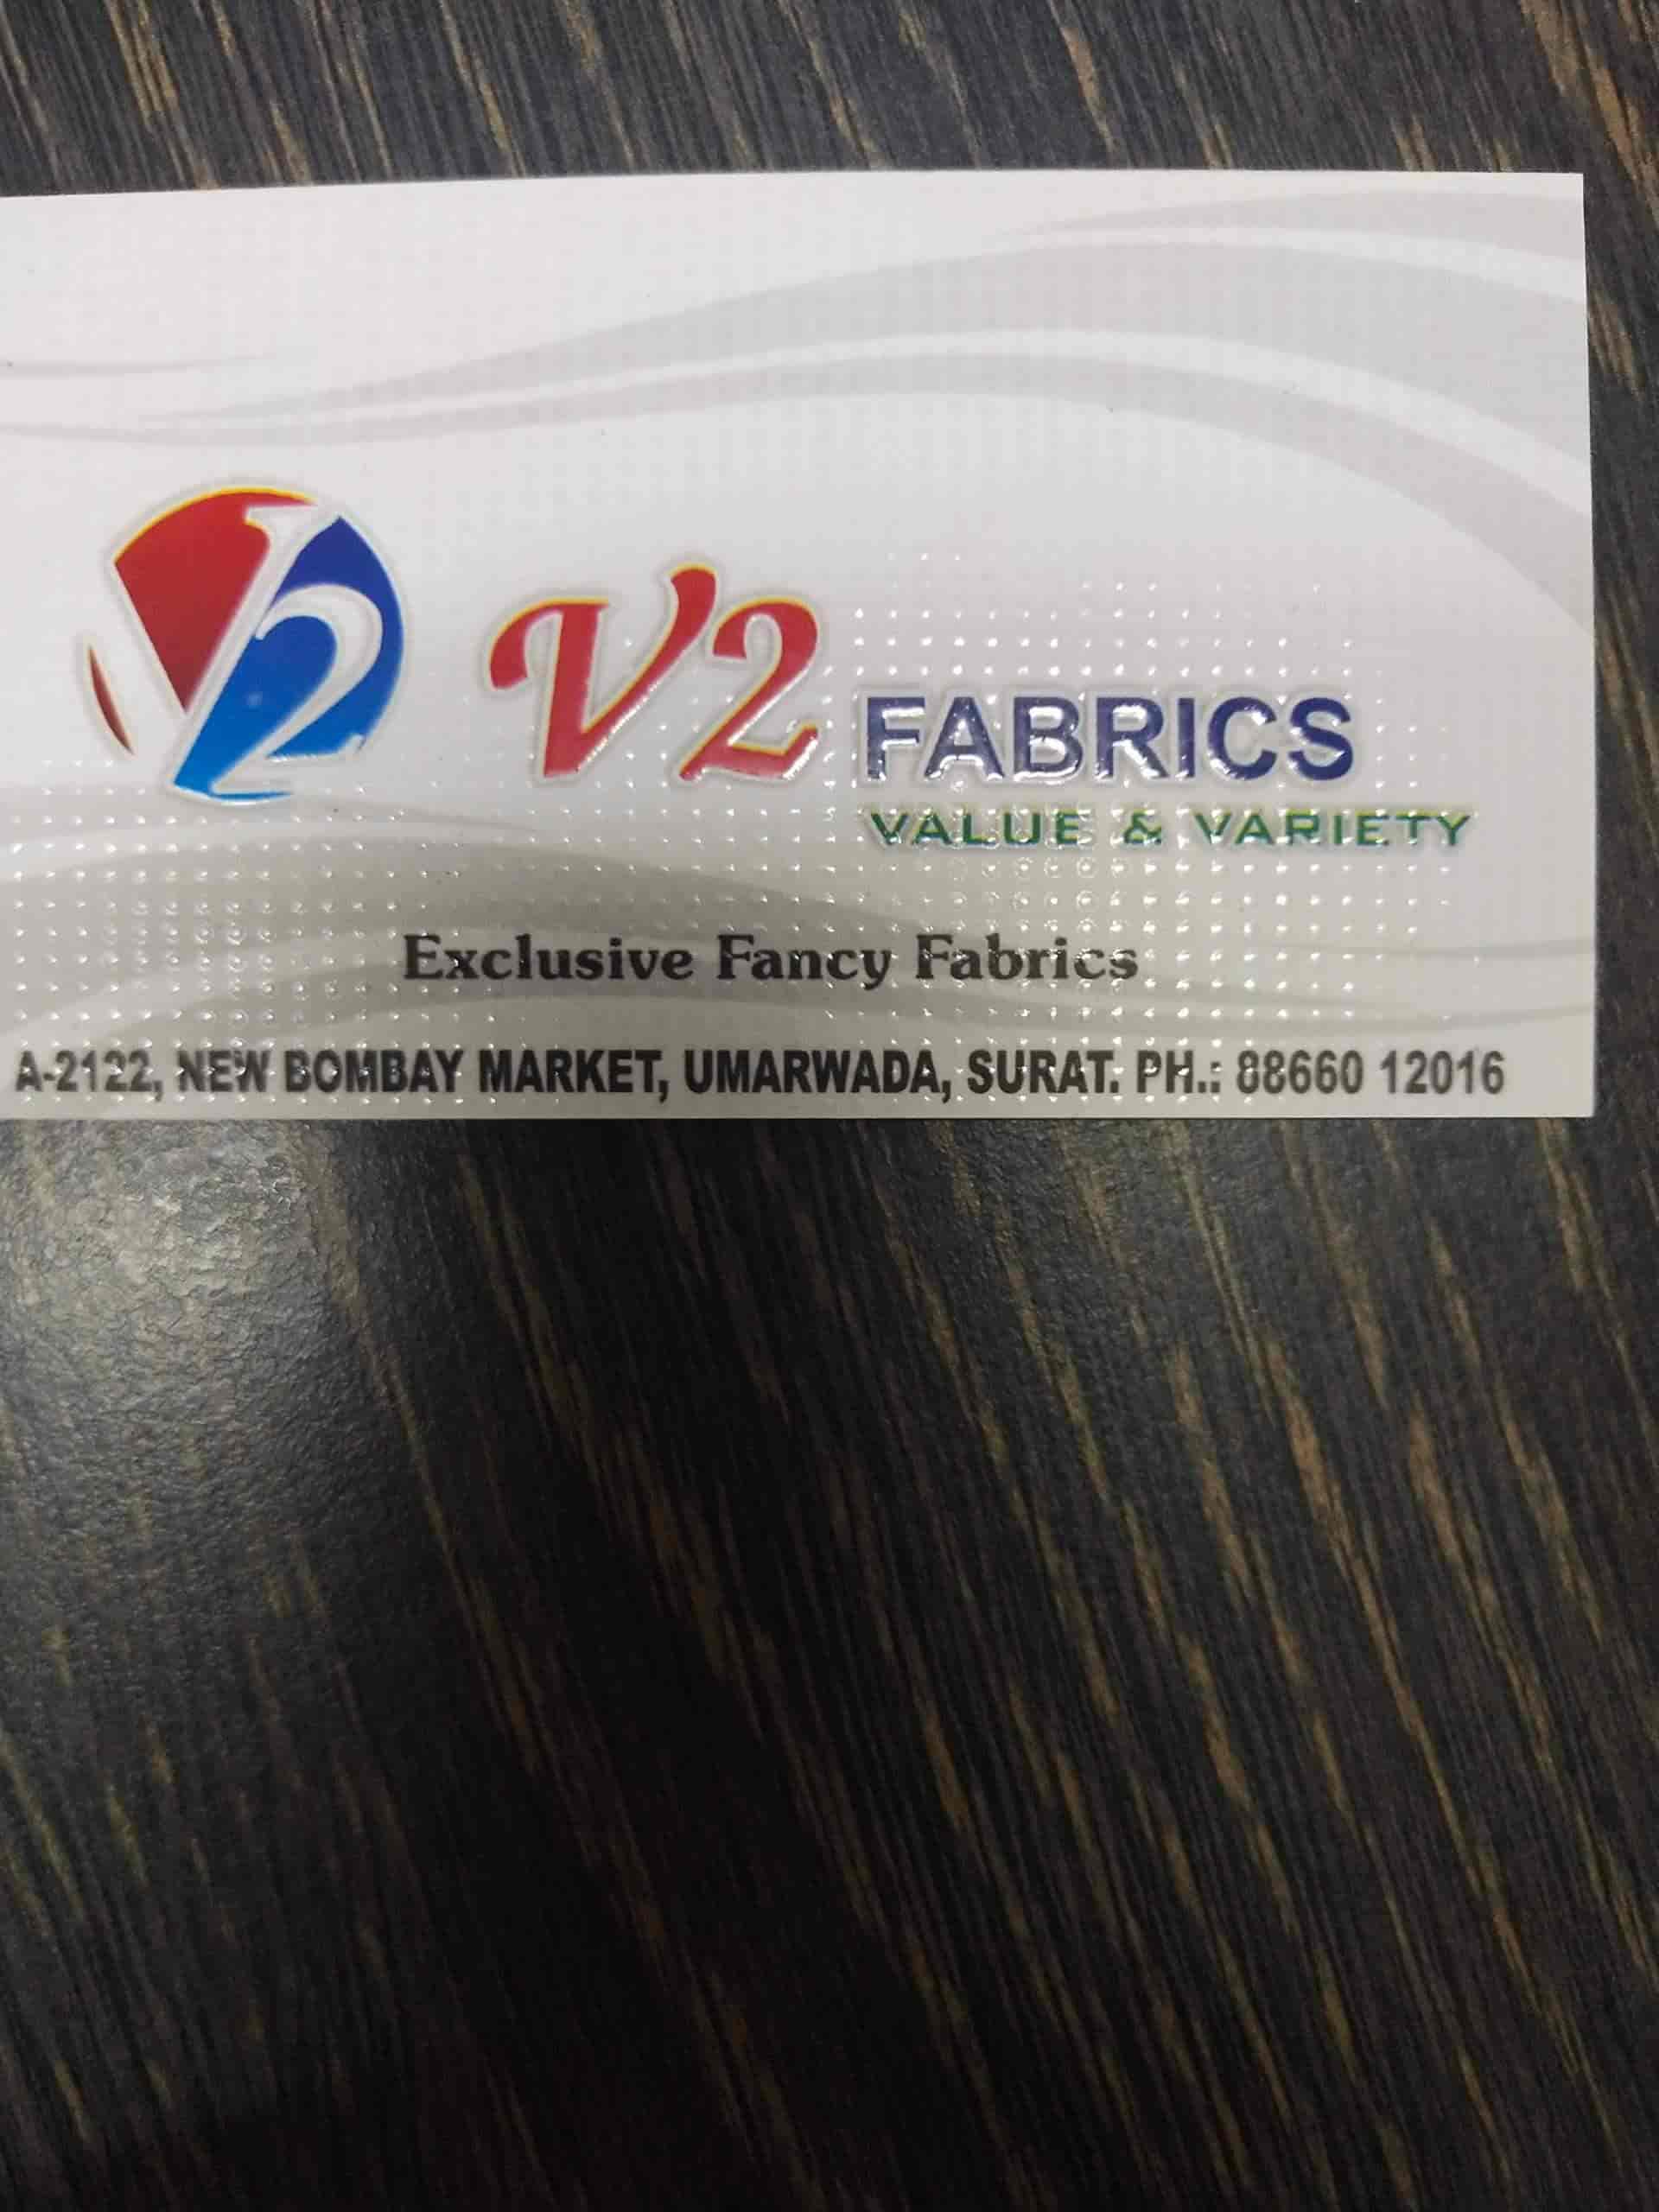 V2
V2 FABRICS
VALUE & VARIETY
Exclusive Fancy Fabrics
A-2122, NEW BOMBAY MARKET, UMARWADA, SURAT. PH.: 88660 12016